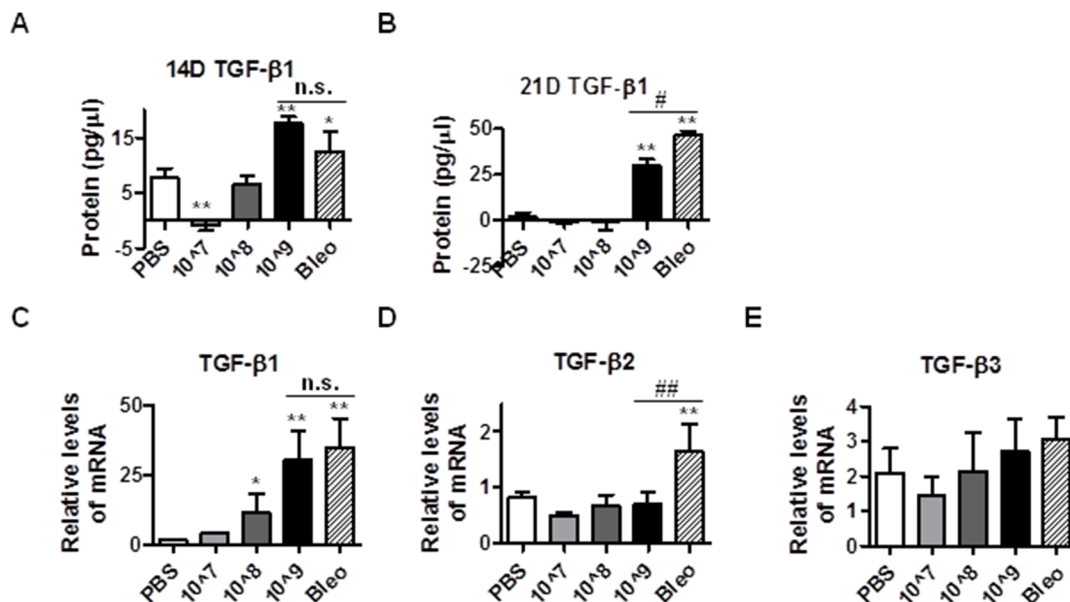 A
B
14D TGF-β1
n.s.
**
*
**
Protein (pg/μl)
15
5
-5
PBS
10^7
10^8
10^9
Bleo
21D TGF-β1
#
**
**
Protein (pg/μl)
50
25
0
-25
PBS
10^7
10^8
10^9
Bleo
C
D
E
TGF-β1
n.s.
**
**
*
Relative levels
of mRNA
50
25
0
PBS
10^7
10^8
10^9
Bleo
TGF-β2
##
**
Relative levels
of mRNA
2
1
0
PBS
10^7
10^8
10^9
Bleo
TGF-β3
Relative levels
of mRNA
4
3
2
1
0
PBS
10^7
10^8
10^9
Bleo